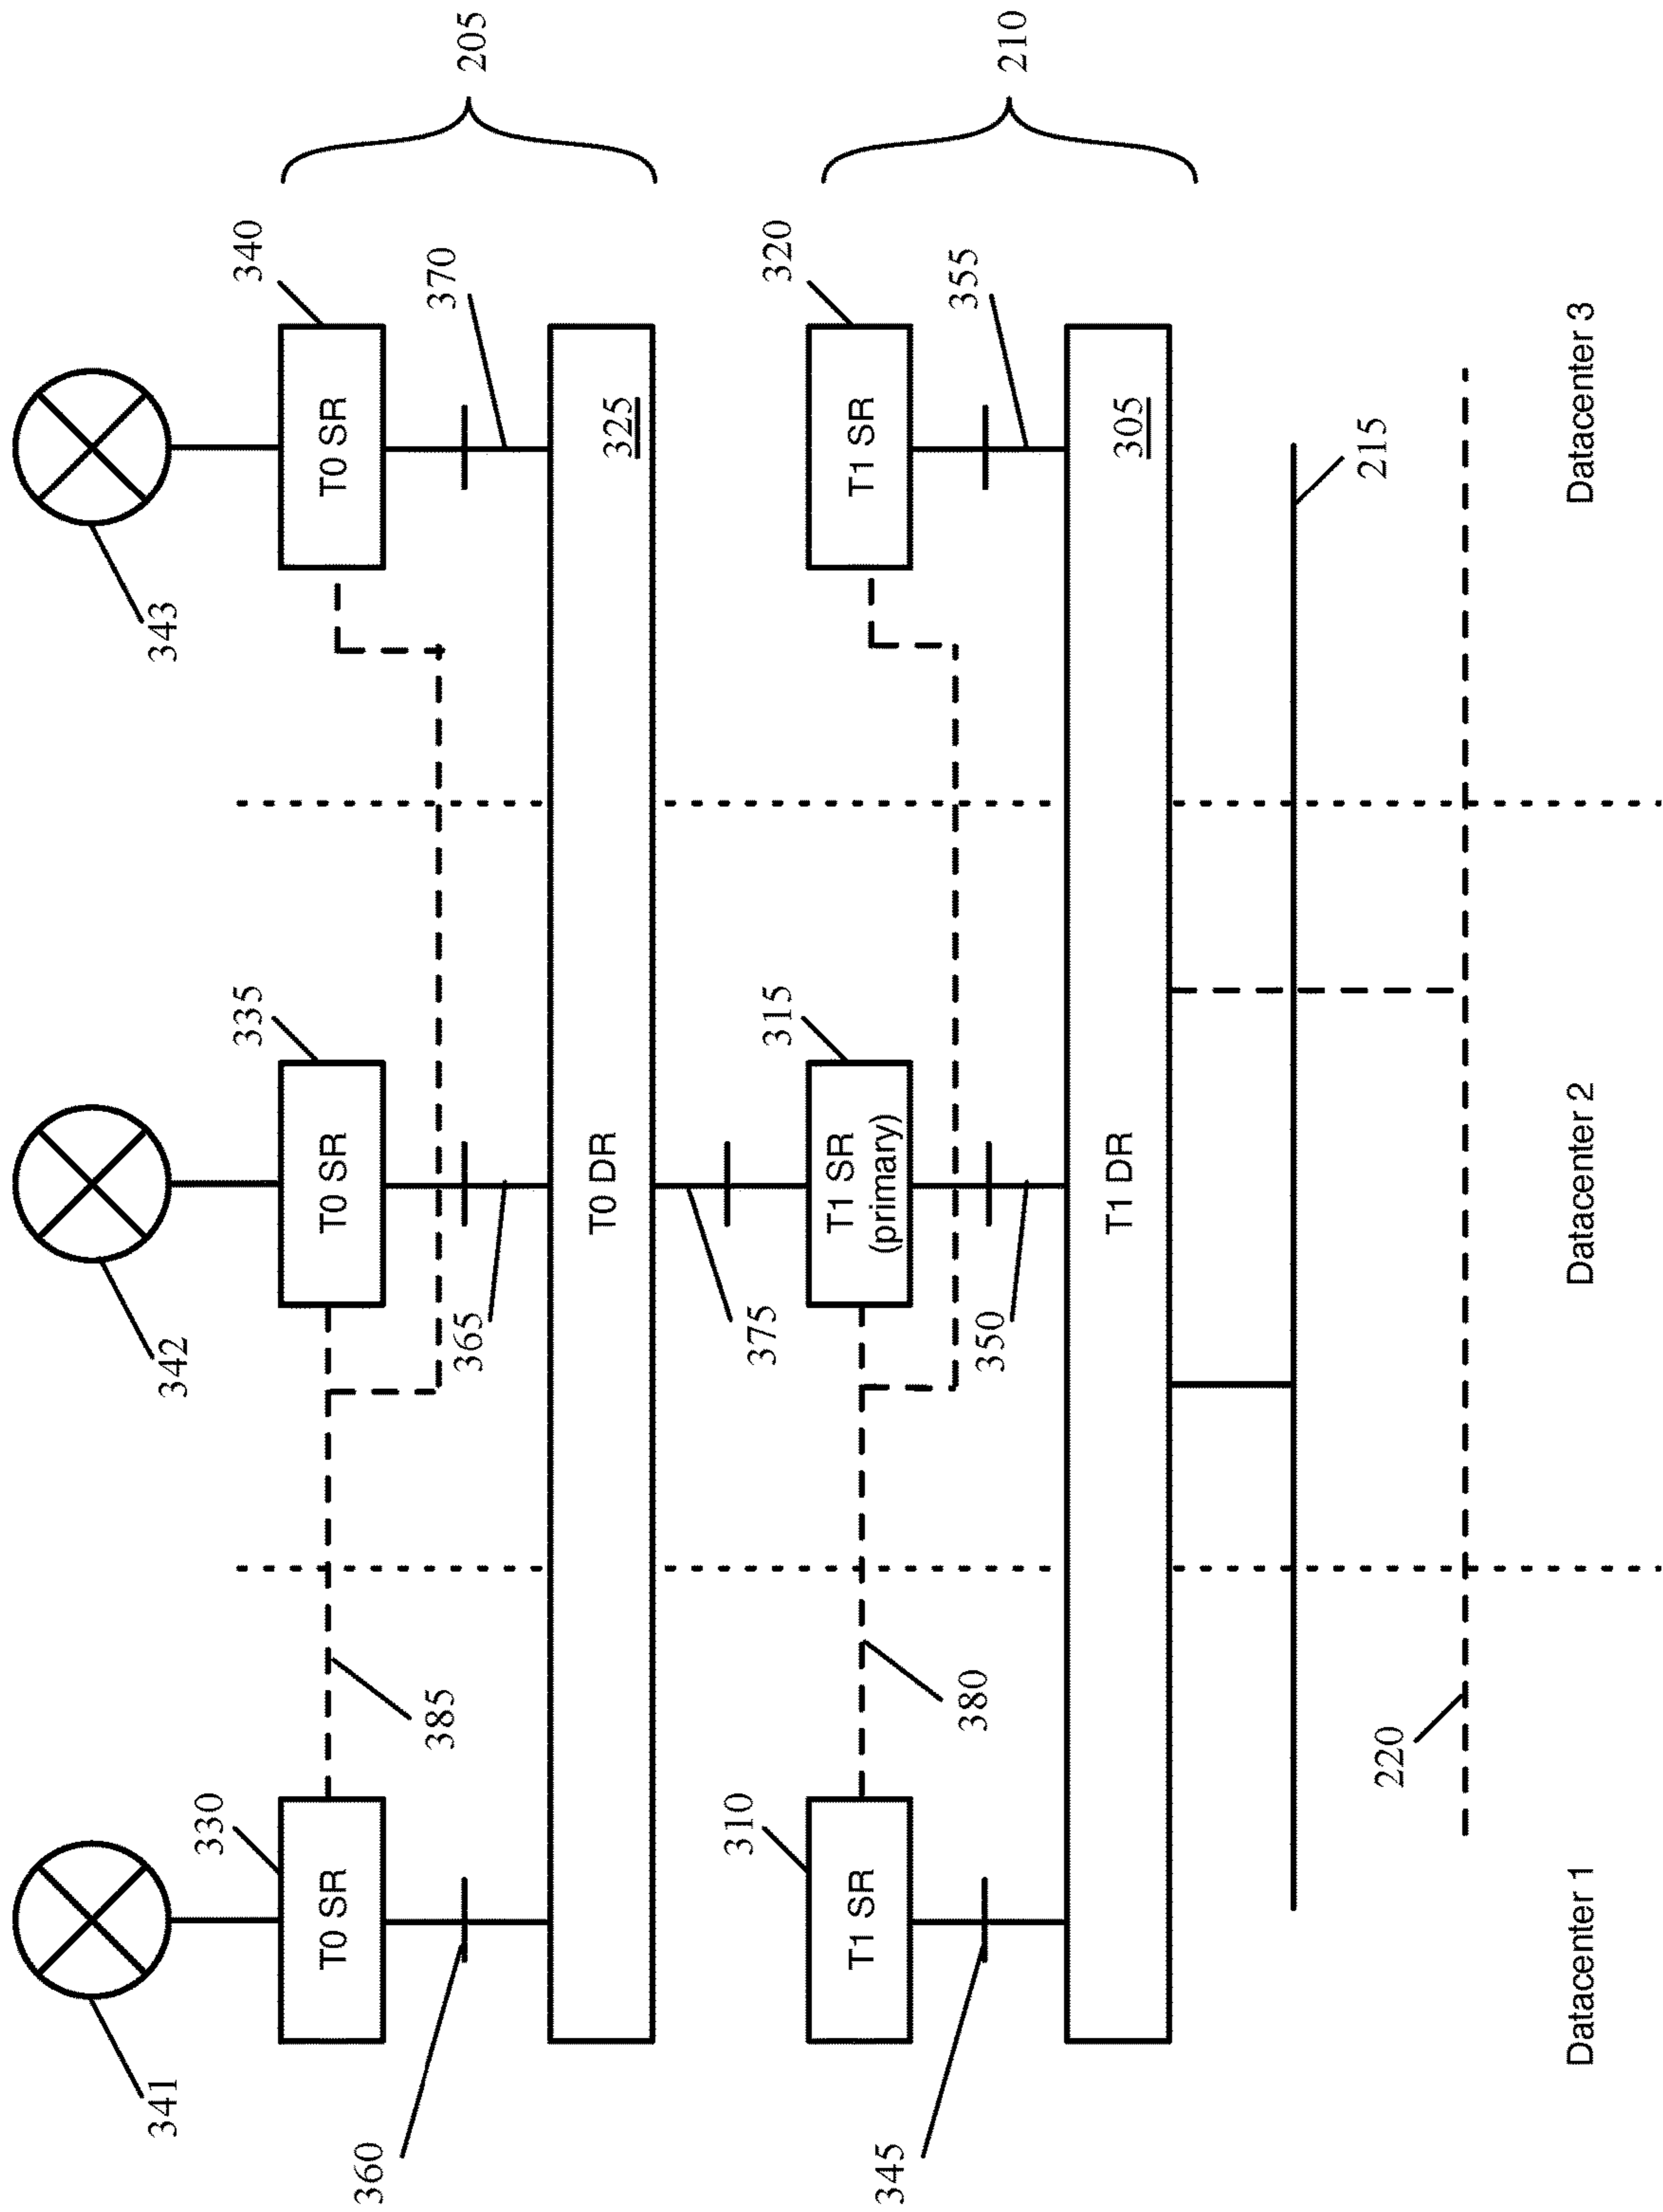 341
342
343
330
335
340
T0 SR
T0 SR
T0 SR
205
385
360
365
370
T0 DR
325
375
310
315
320
T1 SR
T1 SR
(primary)
T1 SR
210
380
345
350
355
T1 DR
305
215
220
Datacenter 1
Datacenter 2
Datacenter 3